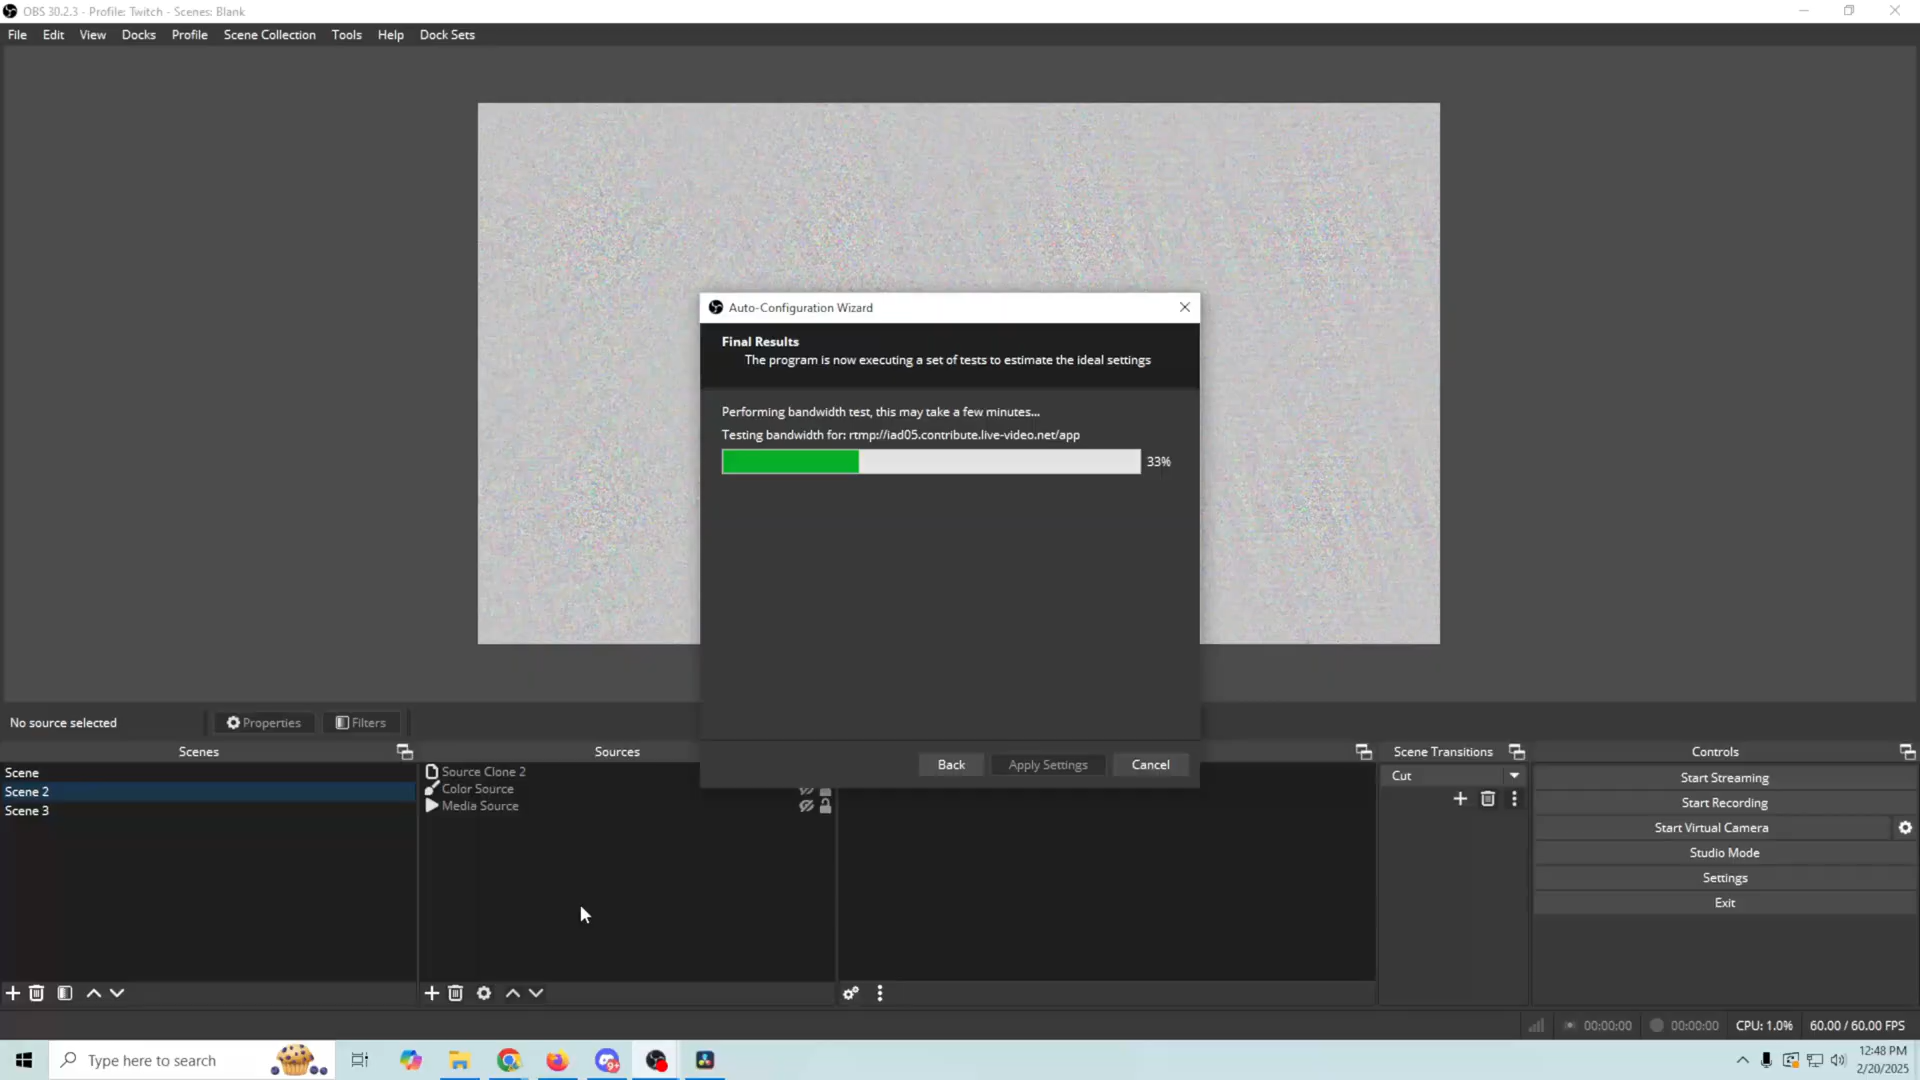 OBS 30.2.3 - Profile: Twitch - Scenes: Blank
File Edit View Docks Profile Scene Collection Tools Help Dock Sets
Auto-Configuration Wizard
Final Results
The program is now executing a set of tests to estimate the ideal settings
Performing bandwidth test, this may take a few minutes...
Testing bandwidth for: rtmp://iad05.contribute.live-video.net/app
33%
Back Apply Settings Cancel
No source selected Properties Filters
Scenes
Scene
Scene 2
Scene 3
Sources
Source Clone 2
Color Source
Media Source
Scene Transitions
Cut
Controls
Start Streaming
Start Recording
Start Virtual Camera
Studio Mode
Settings
Exit
00:00:00 00:00:00 CPU: 1.0% 60.00 / 60.00 FPS
Type here to search
9+
12:48 PM
2/20/2025